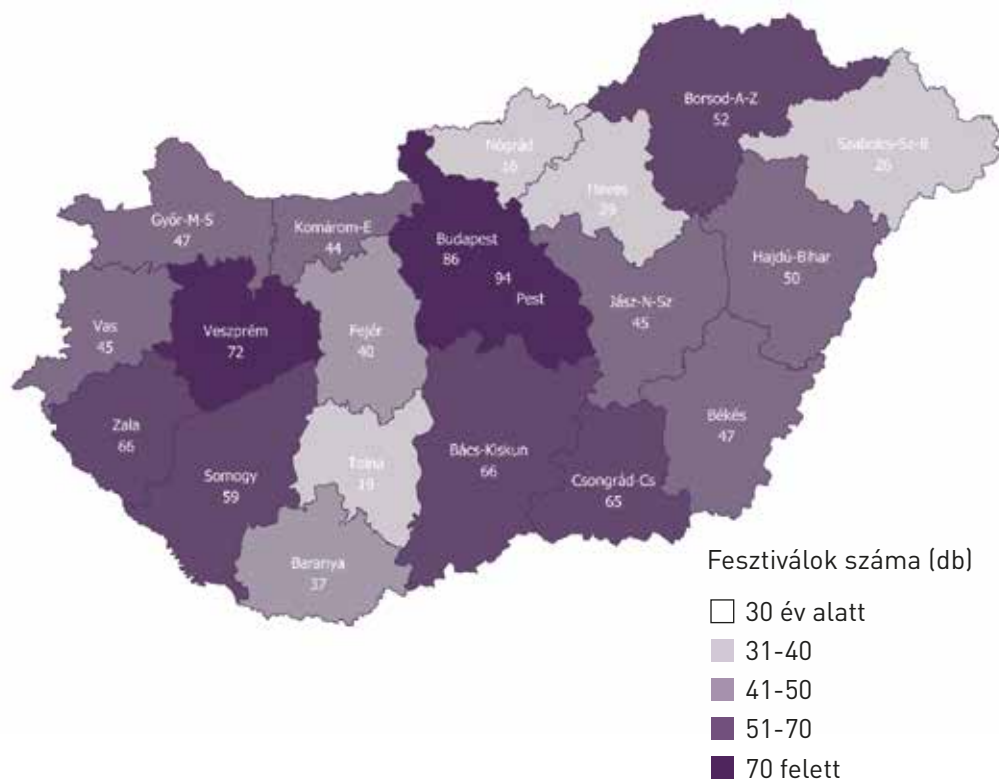 Borsod-A-Z
52
Nógrád
16
Szabolcs-Sz-B
26
Heves
Győr-M-S
47
Komárom-E
44
Budapest
86
94
Pest
Hajdú-Bihar
50
Jász-N-Sz
45
Vas
45
Veszprém
72
Fejér
40
Zala
66
Somogy
59
Tolna
19
Bács-Kiskun
66
Csongrád-Cs
65
Békés
47
Baranya
37
Fesztiválok száma (db)
30 év alatt
31-40
41-50
51-70
70 felett